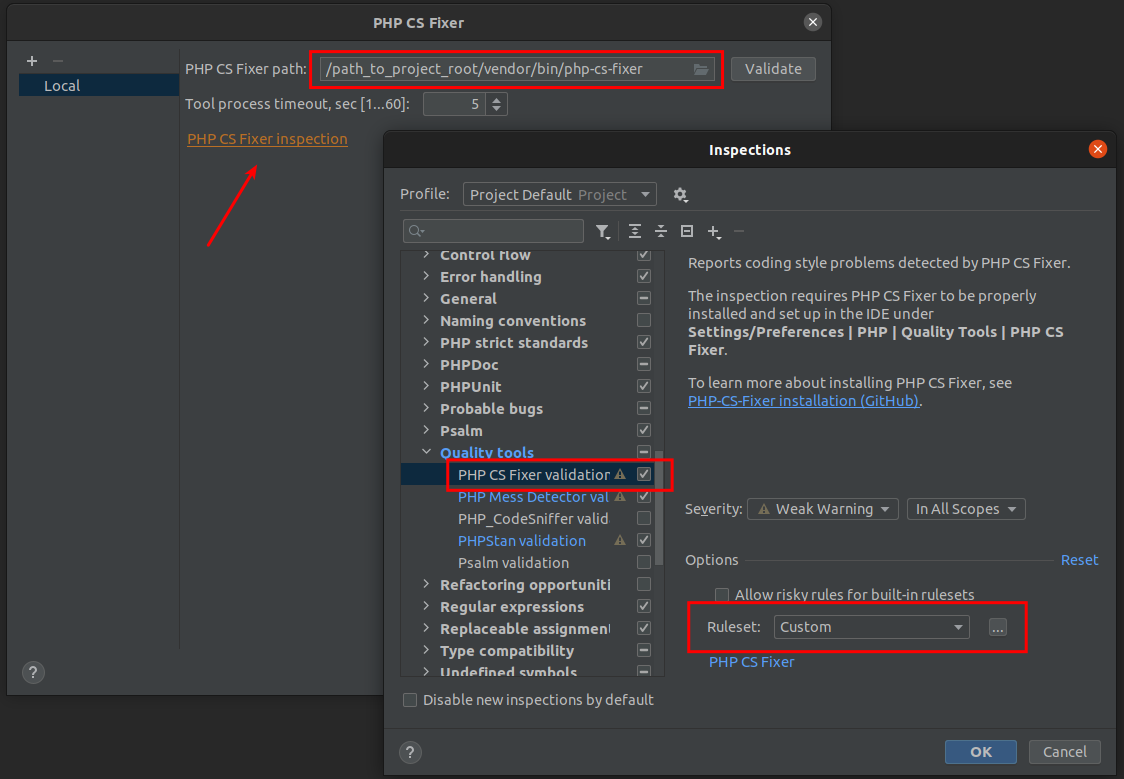 PHP CS Fixer
Local
PHP CS Fixer path: /path_to_project_root/vendor/bin/php-cs-fixer Validate
Tool process timeout, sec [1...60]: 5
PHP CS Fixer inspection
?
Inspections
Profile: Project Default Project
Control flow
Error handling
General
Naming conventions
PHP strict standards
PHPDoc
PHPUnit
Probable bugs
Psalm
Quality tools
PHP CS Fixer validation
PHP Mess Detector val
PHP_CodeSniffer valid
PHPStan validation
Psalm validation
Refactoring opportuniti
Regular expressions
Replaceable assignment
Type compatibility
Undefined symbols
Disable new inspections by default
Reports coding style problems detected by PHP CS Fixer.
The inspection requires PHP CS Fixer to be properly
installed and set up in the IDE under
Settings/Preferences | PHP | Quality Tools | PHP CS
Fixer.
To learn more about installing PHP CS Fixer, see
PHP-CS-Fixer installation (GitHub).
Severity: Weak Warning In All Scopes
Options Reset
Allow risky rules for built-in rulesets
Ruleset: Custom ...
PHP CS Fixer
? OK Cancel